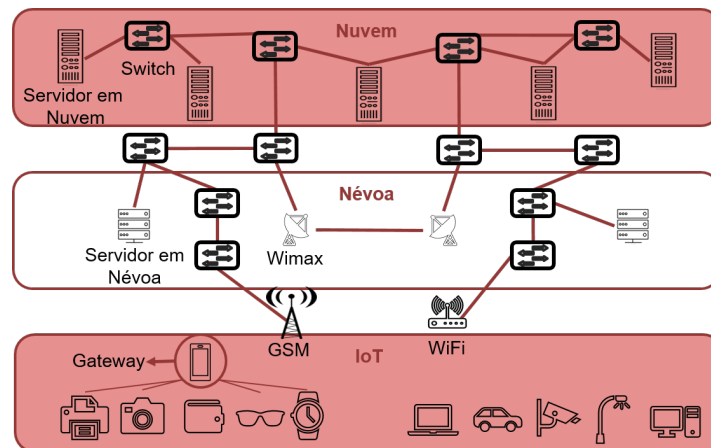 Nuvem
Switch
Servidor em
Nuvem
Névoa
Servidor em
Névoa
Wimax
GSM
WiFi
IoT
Gateway